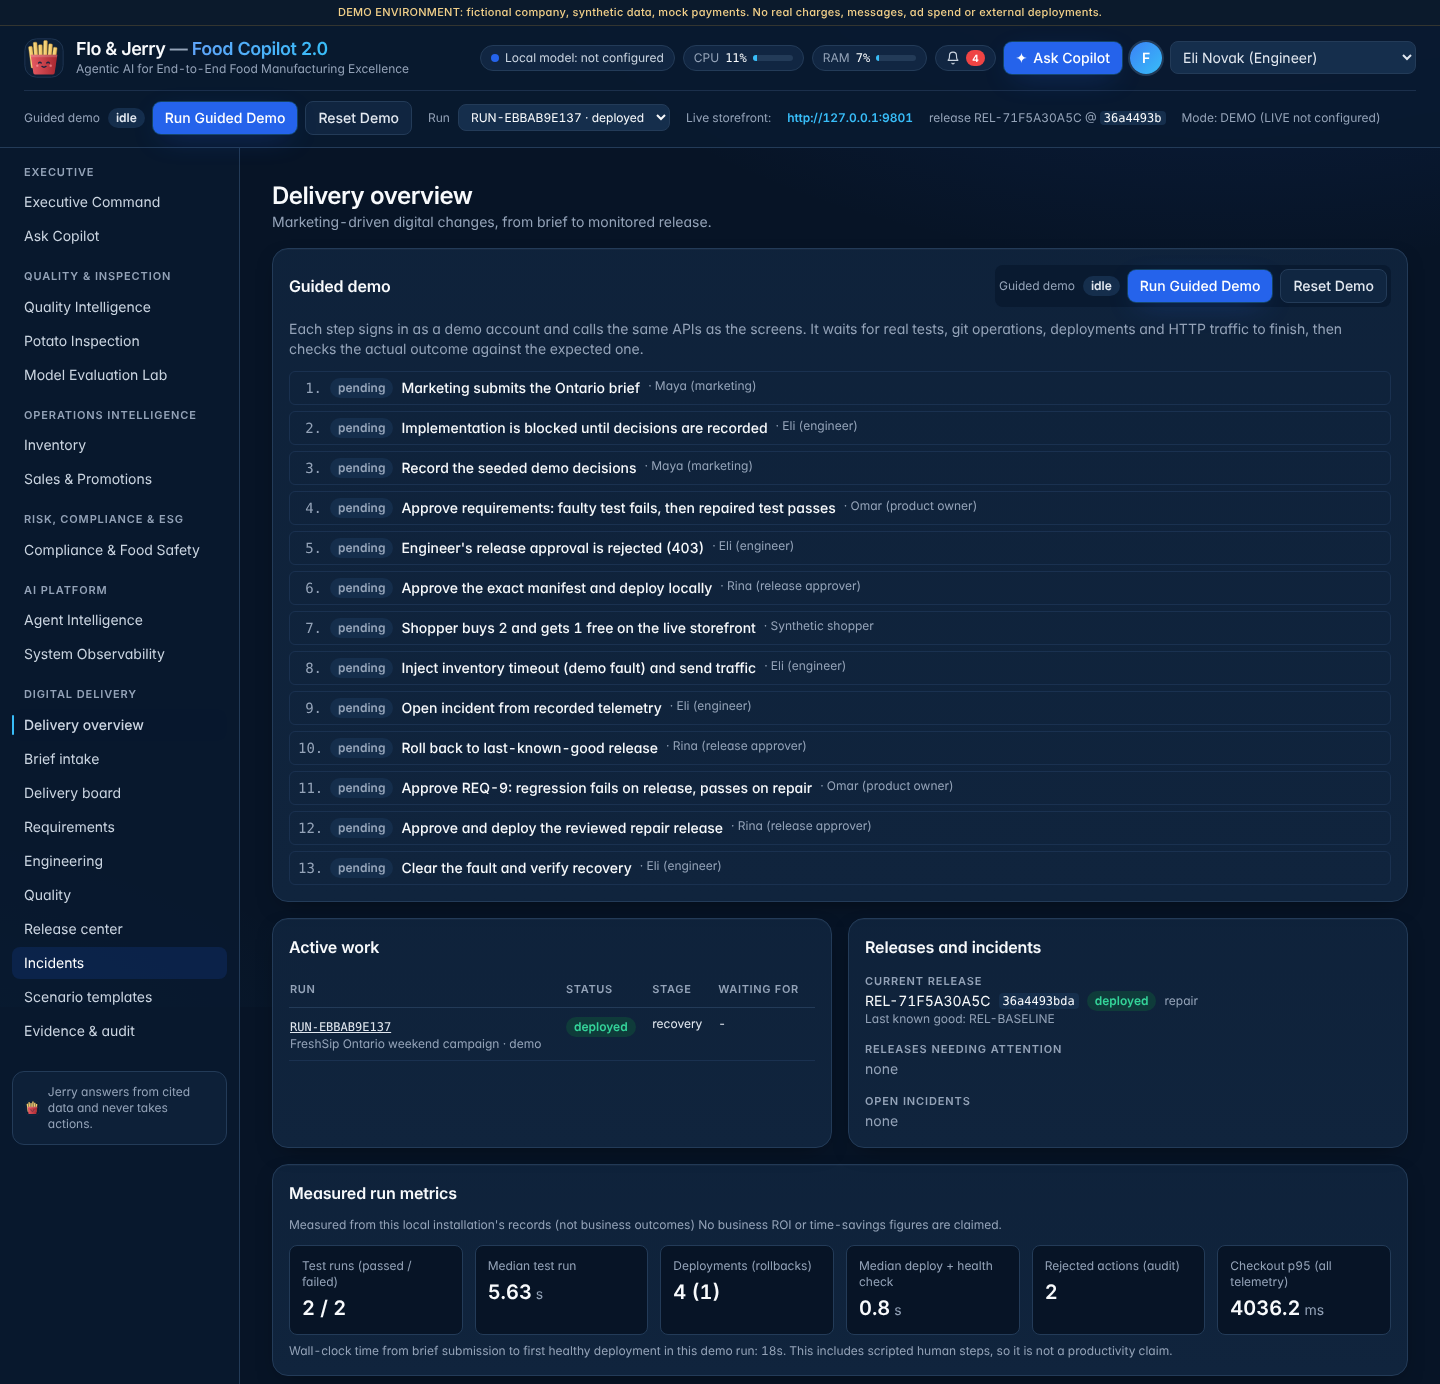 DEMO ENVIRONMENT: fictional company, synthetic data, mock payments. No real charges, messages, ad spend or external deployments.
Flo & Jerry — Food Copilot 2.0
Agentic AI for End-to-End Food Manufacturing Excellence
Local model: not configured
CPU 11%
RAM 7%
4
✦ Ask Copilot
F
Eli Novak (Engineer)
Guided demo idle Run Guided Demo Reset Demo
Run RUN-EBBAB9E137 · deployed
Live storefront: http://127.0.0.1:9801
release REL-71F5A30A5C @ 36a4493b
Mode: DEMO (LIVE not configured)
EXECUTIVE
Executive Command
Ask Copilot
QUALITY & INSPECTION
Quality Intelligence
Potato Inspection
Model Evaluation Lab
OPERATIONS INTELLIGENCE
Inventory
Sales & Promotions
RISK, COMPLIANCE & ESG
Compliance & Food Safety
AI PLATFORM
Agent Intelligence
System Observability
DIGITAL DELIVERY
Delivery overview
Brief intake
Delivery board
Requirements
Engineering
Quality
Release center
Incidents
Scenario templates
Evidence & audit
Jerry answers from cited
data and never takes
actions.
Delivery overview
Marketing-driven digital changes, from brief to monitored release.
Guided demo
Guided demo idle Run Guided Demo Reset Demo
Each step signs in as a demo account and calls the same APIs as the screens. It waits for real tests, git operations, deployments and HTTP traffic to finish, then
checks the actual outcome against the expected one.
1. pending Marketing submits the Ontario brief · Maya (marketing)
2. pending Implementation is blocked until decisions are recorded · Eli (engineer)
3. pending Record the seeded demo decisions · Maya (marketing)
4. pending Approve requirements: faulty test fails, then repaired test passes · Omar (product owner)
5. pending Engineer's release approval is rejected (403) · Eli (engineer)
6. pending Approve the exact manifest and deploy locally · Rina (release approver)
7. pending Shopper buys 2 and gets 1 free on the live storefront · Synthetic shopper
8. pending Inject inventory timeout (demo fault) and send traffic · Eli (engineer)
9. pending Open incident from recorded telemetry · Eli (engineer)
10. pending Roll back to last-known-good release · Rina (release approver)
11. pending Approve REQ-9: regression fails on release, passes on repair · Omar (product owner)
12. pending Approve and deploy the reviewed repair release · Rina (release approver)
13. pending Clear the fault and verify recovery · Eli (engineer)
Active work
RUN STATUS STAGE WAITING FOR
RUN-EBBAB9E137 deployed recovery -
FreshSip Ontario weekend campaign · demo
Releases and incidents
CURRENT RELEASE
REL-71F5A30A5C 36a4493bda deployed repair
Last known good: REL-BASELINE
RELEASES NEEDING ATTENTION
none
OPEN INCIDENTS
none
Measured run metrics
Measured from this local installation's records (not business outcomes) No business ROI or time-savings figures are claimed.
Test runs (passed /
failed)
2 / 2
Median test run
5.63 s
Deployments (rollbacks)
4 (1)
Median deploy + health
check
0.8 s
Rejected actions (audit)
2
Checkout p95 (all
telemetry)
4036.2 ms
Wall-clock time from brief submission to first healthy deployment in this demo run: 18s. This includes scripted human steps, so it is not a productivity claim.